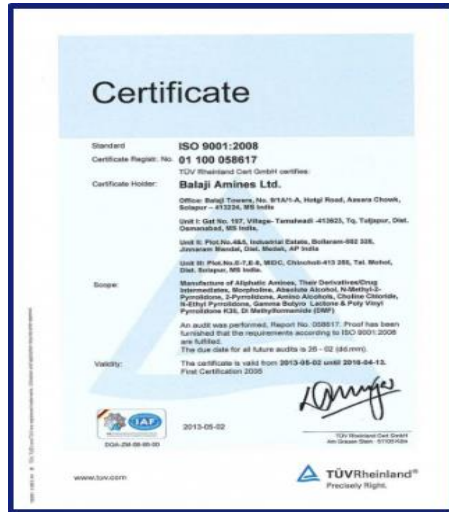 Certificate
Standard ISO 9001:2008
Certificate Registr. No. 01 100 058617
TÜV Rheinland Cert GmbH certifies:
Certificate Holder: Balaji Amines Ltd.
Office: Balaji Towers, No. 9/1A/1-A, Hotgi Road, Aasara Chowk,
Solapur – 413224, MS India
Unit I: Gat No. 197, Village- Tamalwadi -413623, Tq. Tuljapur, Dist.
Osmanabad, MS India,
Unit II: Plot.No.4&5, Industrial Estate, Bollaram-502 325,
Jinnaram Mandal, Dist. Medak, AP India
Unit III: Plot.No.E-7,E-8, MIDC, Chincholi-413 255, Tal. Mohol,
Dist. Solapur, MS India.
Scope: Manufacture of Aliphatic Amines, Their Derivatives/Drug
Intermediates, Morpholine, Absolute Alcohol, N-Methyl-2-
Pyrrolidone, 2-Pyrrolidone, Amino Alcohols, Choline Chloride,
N-Ethyl Pyrrolidone, Gamma Butyro Lactone & Poly Vinyl
Pyrrolidone K30, Di Methylformamide (DMF)
An audit was performed, Report No. 058617. Proof has been
furnished that the requirements according to ISO 9001:2008
are fulfilled.
The due date for all future audits is 26 - 02 (dd.mm).
Validity: The certificate is valid from 2013-05-02 until 2016-04-13.
First Certification 2005
IAF
2013-05-02
TÜV Rheinland Cert GmbH
Am Grauen Stein · 51105 Köln
www.tuv.com
TÜVRheinland®
Precisely Right.